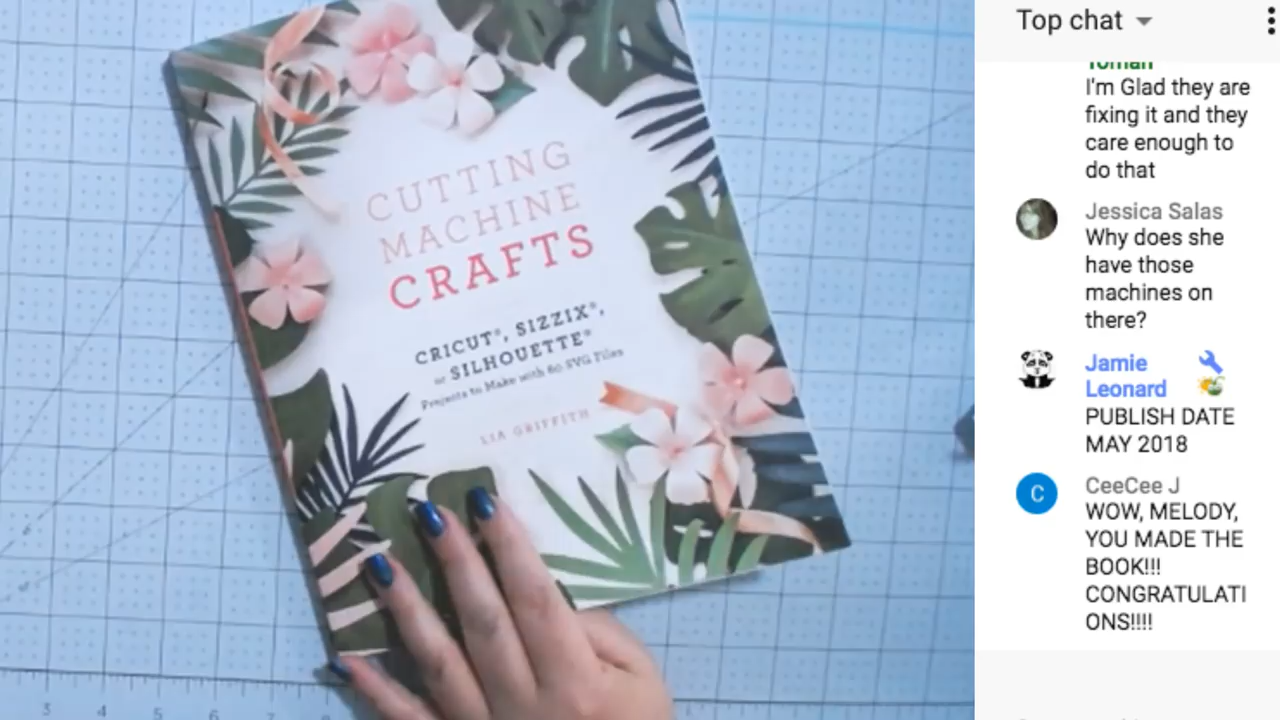 CUTTING
MACHINE
CRAFTS
CRICUT®, SIZZIX®,
or SILHOUETTE®
Projects to Make with 60 SVG Files
LIA GRIFFITH
3 4 5 6 7 8
Top chat
I'm Glad they are
fixing it and they
care enough to
do that
Jessica Salas
Why does she
have those
machines on
there?
Jamie
Leonard
PUBLISH DATE
MAY 2018
C
CeeCee J
WOW, MELODY,
YOU MADE THE
BOOK!!!
CONGRATULATI
ONS!!!!